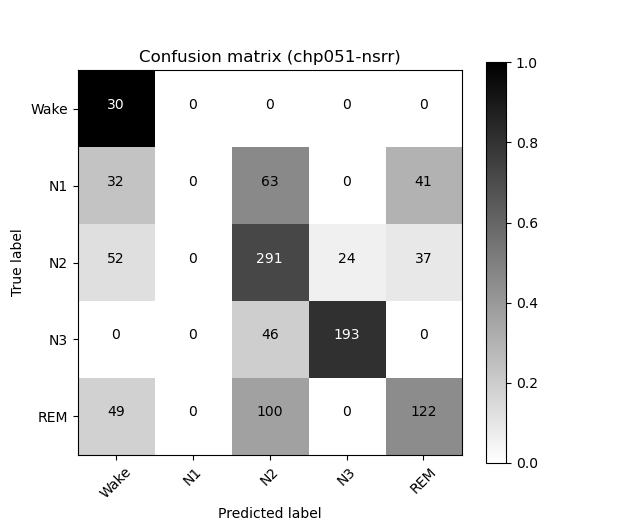 Confusion matrix (chp051-nsrr)
True label
Wake 30 0 0 0 0
N1 32 0 63 0 41
N2 52 0 291 24 37
N3 0 0 46 193 0
REM 49 0 100 0 122
Wake N1 N2 N3 REM
Predicted label
1.0
0.8
0.6
0.4
0.2
0.0